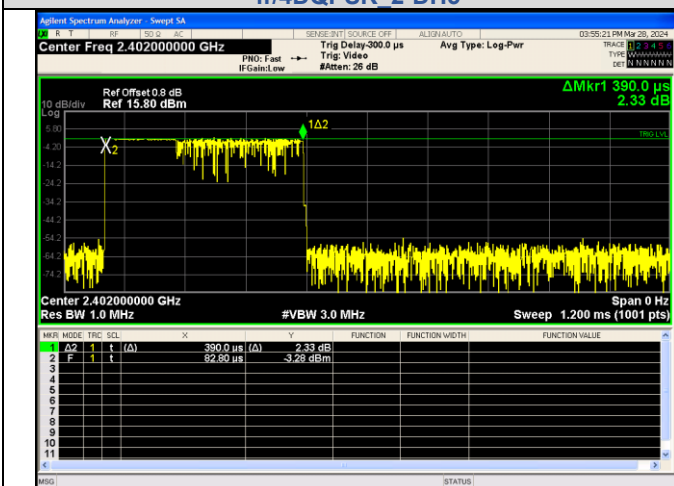 Agilent Spectrum Analyzer - Swept SA
R T RF 50 Ω AC SENSE:INT SOURCE OFF ALIGNAUTO 03:55:21 PM Mar 28, 2024
Center Freq 2.402000000 GHz
PNO: Fast
IFGain:Low
Trig Delay-300.0 µs
Trig: Video
#Atten: 26 dB
Avg Type: Log-Pwr
TRACE 1 2 3 4 5 6
TYPE
DET N N N N N N
ΔMkr1 390.0 µs
2.33 dB
Ref Offset 0.8 dB
10 dB/div Ref 15.80 dBm
Log
5.80
-4.20
-14.2
-24.2
-34.2
-44.2
-54.2
-64.2
-74.2
X2
1Δ2
TRIG LVL
Center 2.402000000 GHz Span 0 Hz
Res BW 1.0 MHz #VBW 3.0 MHz Sweep 1.200 ms (1001 pts)
MKR MODE TRC SCL X Y FUNCTION FUNCTION WIDTH FUNCTION VALUE
1 Δ2 1 t (Δ) 390.0 µs (Δ) 2.33 dB
2 F 1 t 82.80 µs -3.28 dBm
3
4
5
6
7
8
9
10
11
MSG STATUS